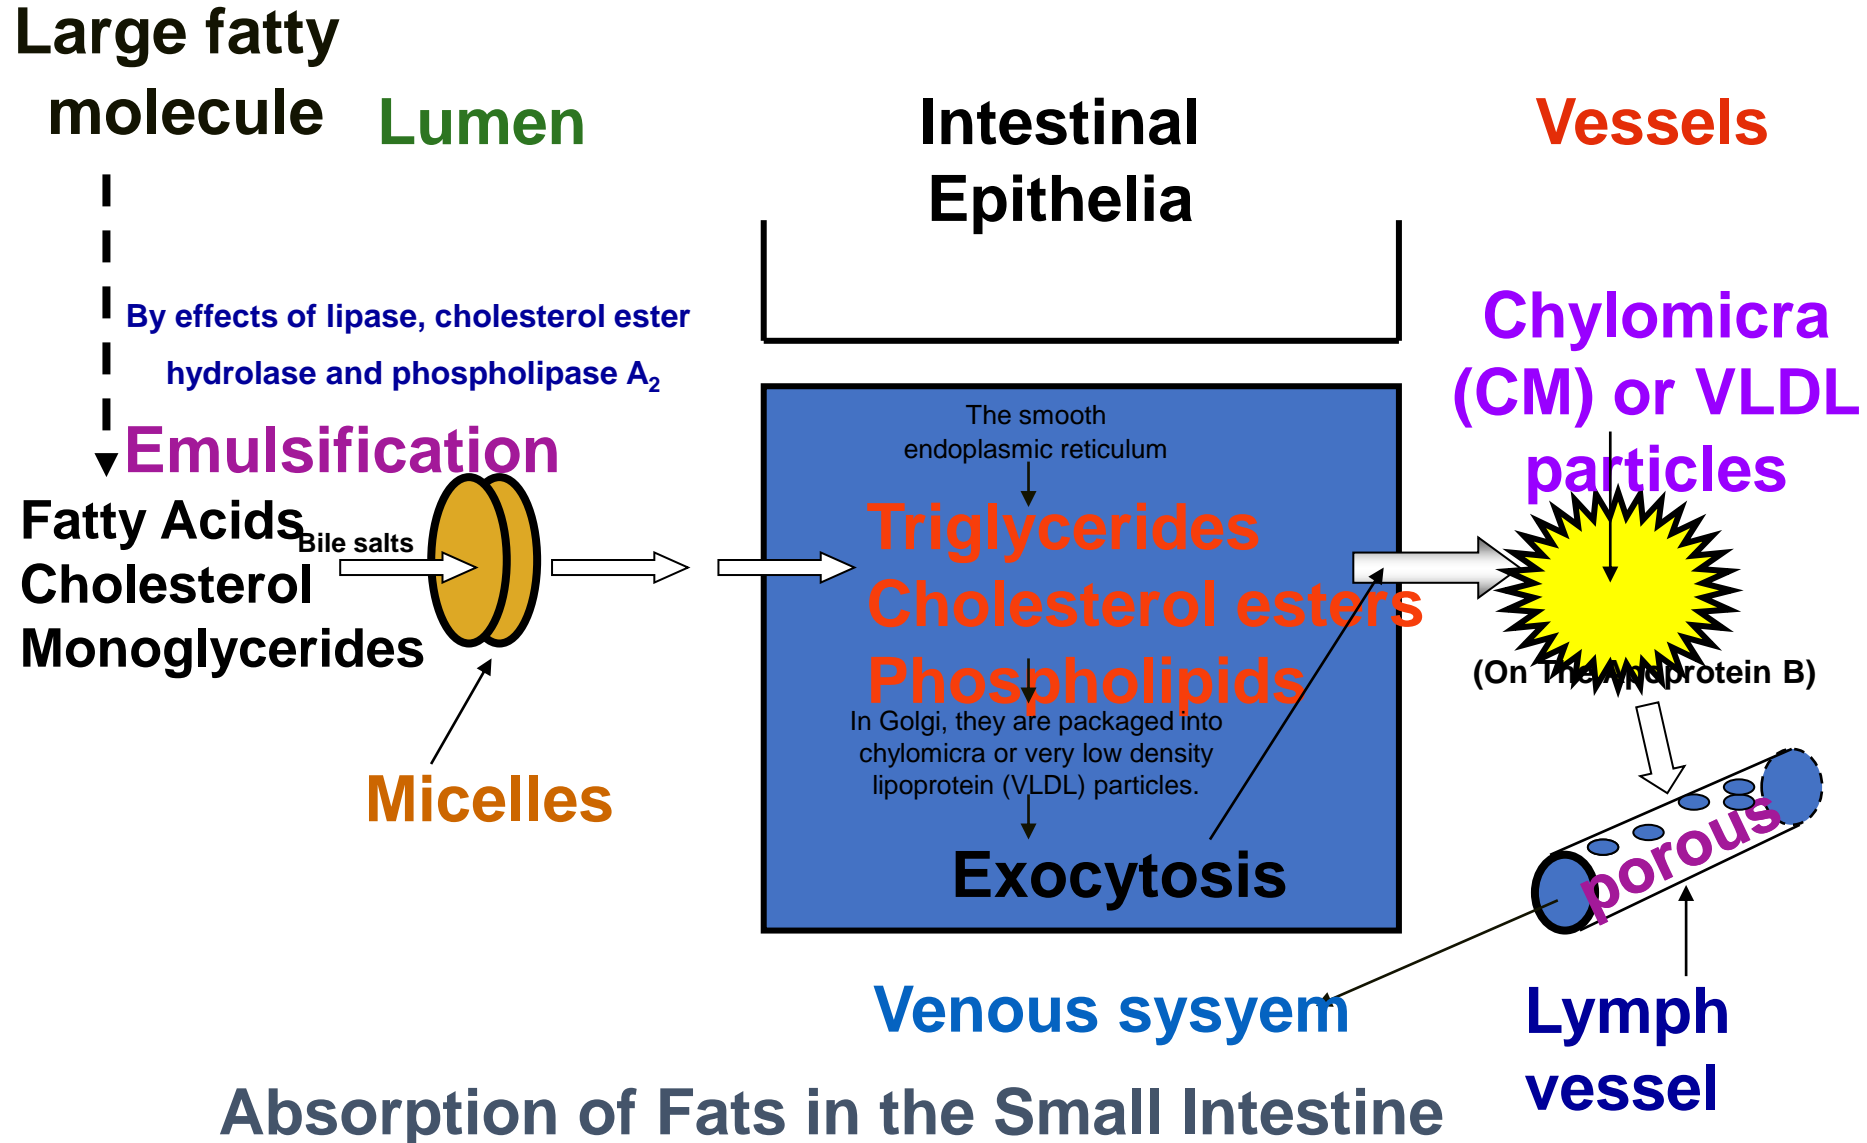 Large fatty
molecule
Lumen
Intestinal
Epithelia
Vessels
By effects of lipase, cholesterol ester
hydrolase and phospholipase A₂
Emulsification
Fatty Acids
Cholesterol
Monoglycerides
Bile salts
Micelles
The smooth
endoplasmic reticulum
Triglycerides
Cholesterol esters
Phospholipids
In Golgi, they are packaged into
chylomicra or very low density
lipoprotein (VLDL) particles.
Exocytosis
Chylomicra
(CM) or VLDL
particles
(On The Apoprotein B)
porous
Venous sysyem
Lymph
vessel
Absorption of Fats in the Small Intestine